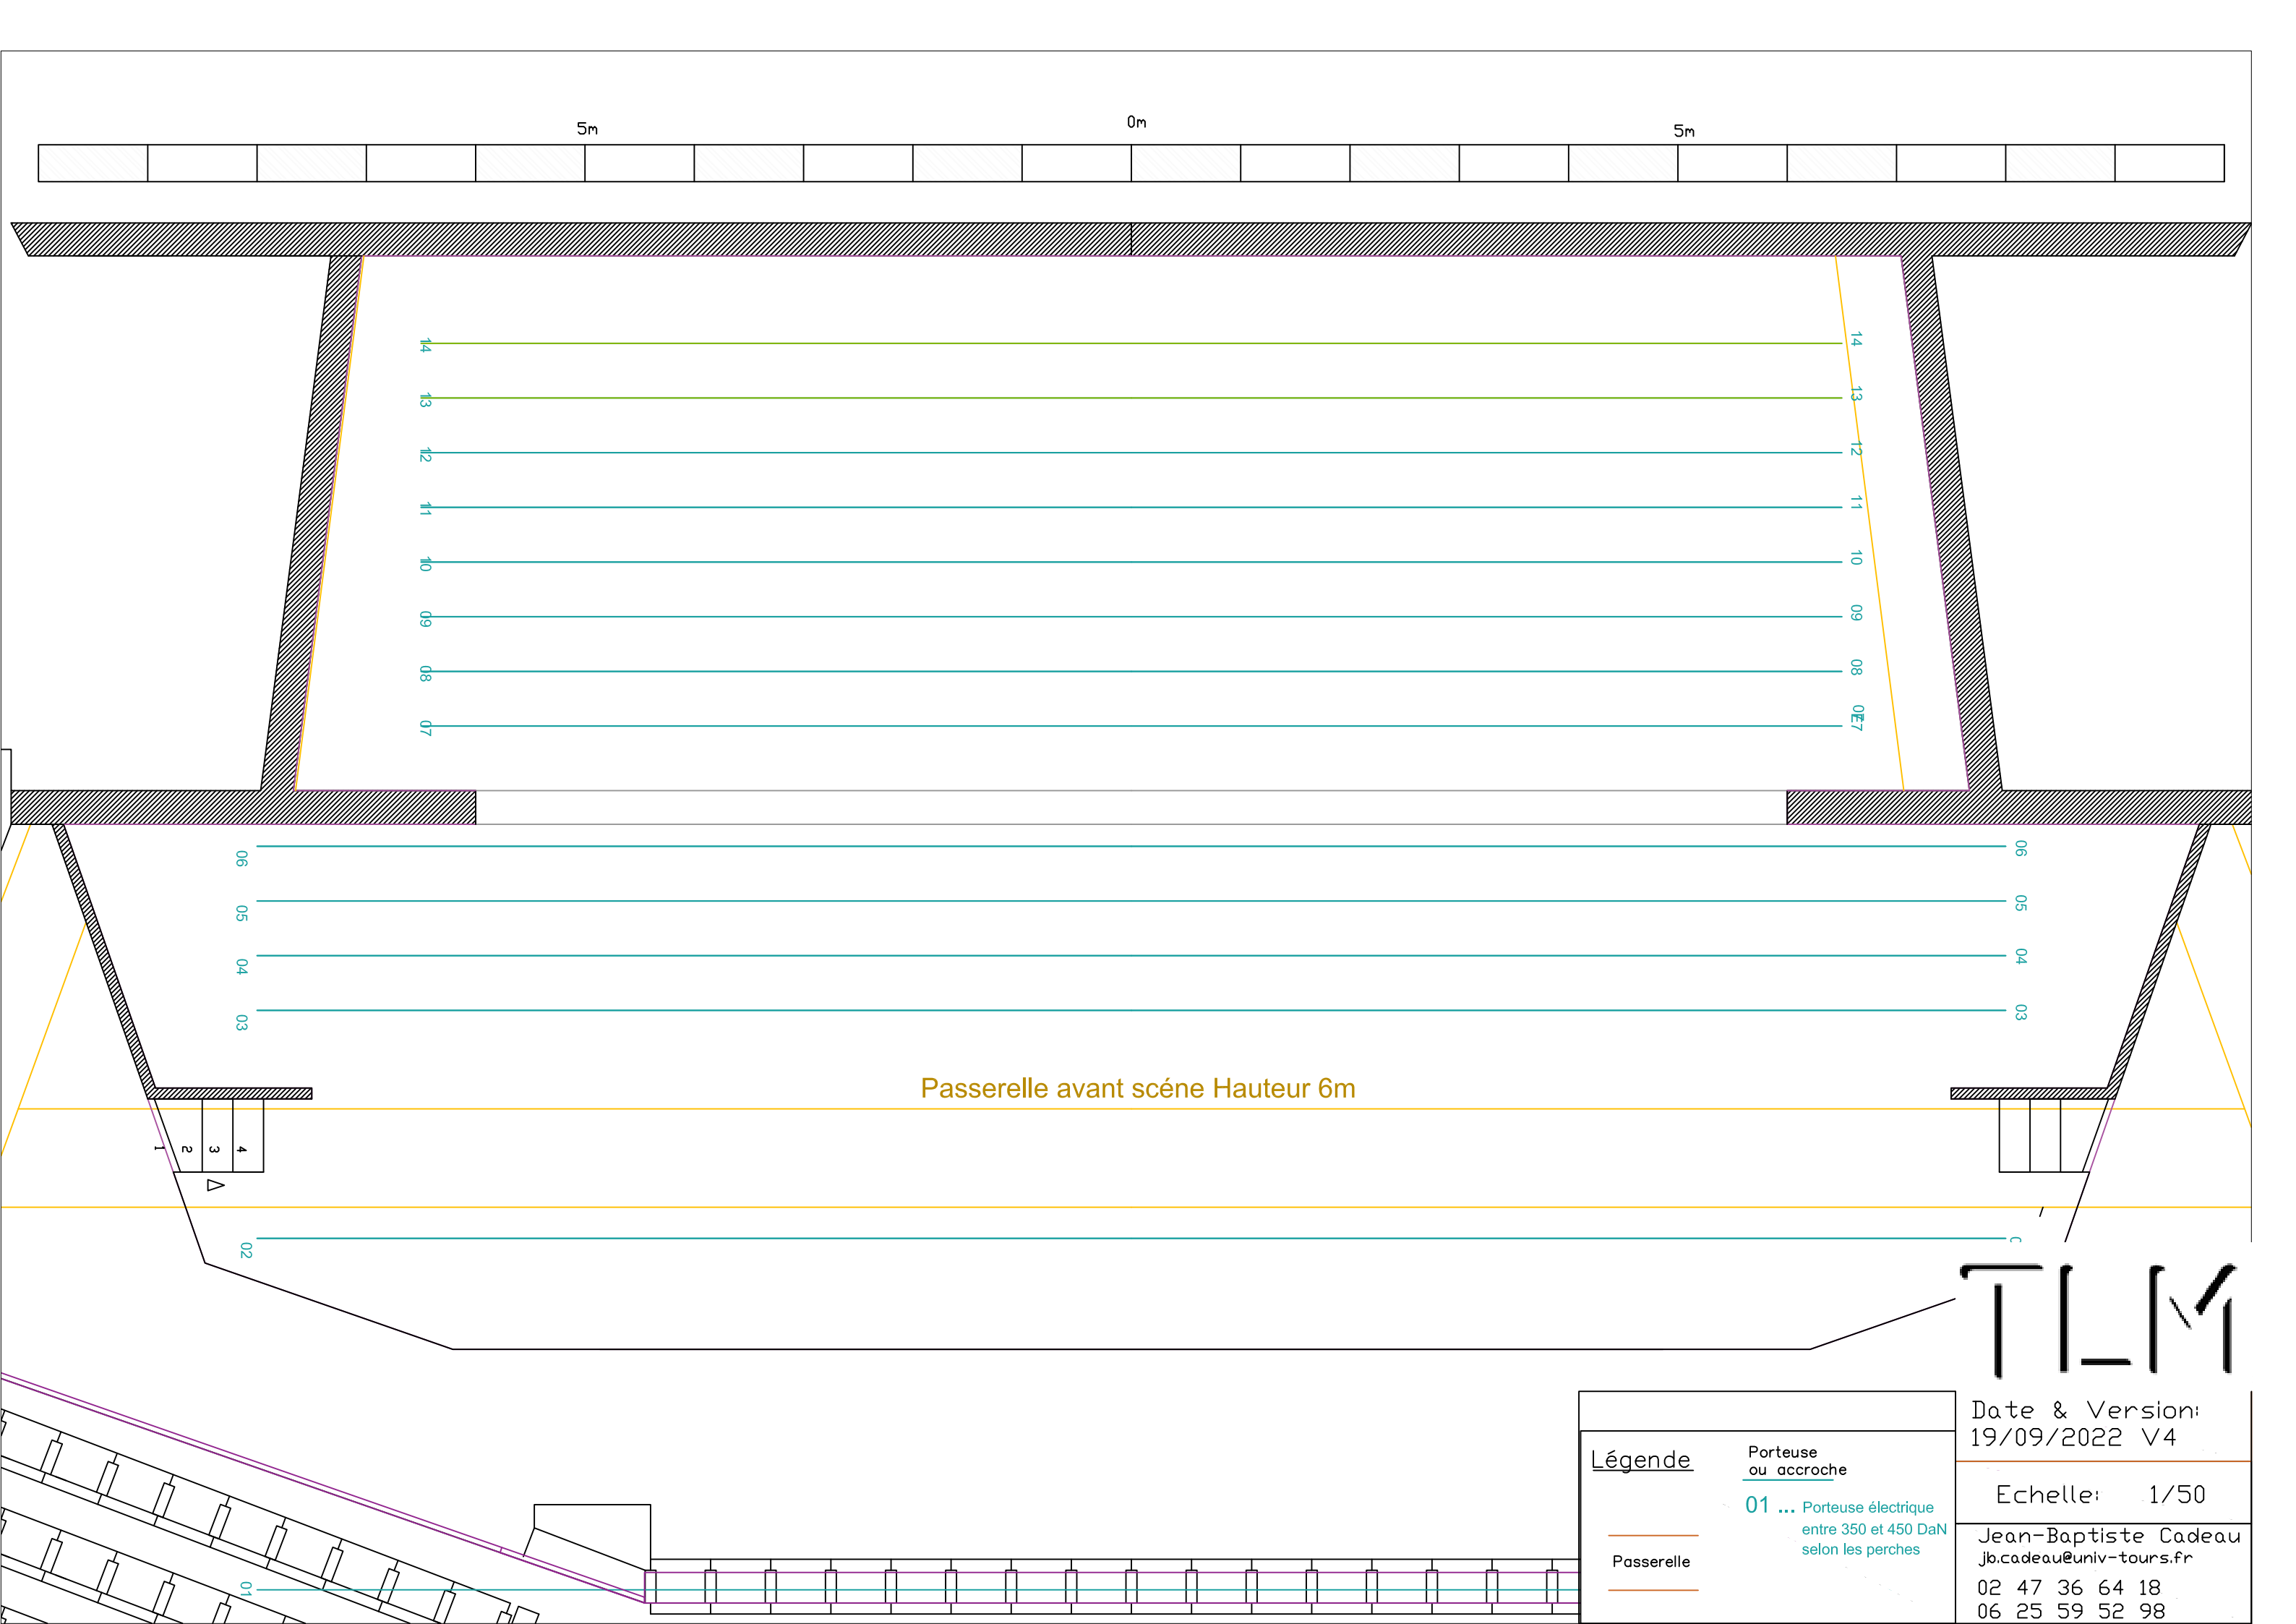 5m 0m 5m
14 14
13 13
12 12
11 11
10 10
09 09
08 08
07 07
E7
06 06
05 05
04 04
03 03
Passerelle avant scéne Hauteur 6m
1 2 3 4
02
TLM
Date & Version:
19/09/2022 V4
Légende
Porteuse
ou accroche
01 ... Porteuse électrique
entre 350 et 450 DaN
selon les perches
Passerelle
Echelle: 1/50
Jean-Baptiste Cadeau
jb.cadeau@univ-tours.fr
02 47 36 64 18
06 25 59 52 98
01